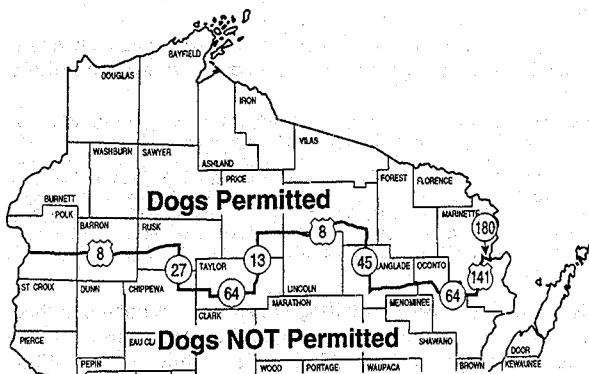 BAYFIELD
DOUGLAS
IRON
VILAS
WASHBURN
SAWYER
ASHLAND
PRICE
FOREST
FLORENCE
BURNETT
Dogs Permitted
MARINETTE
POLK
BARRON
RUSK
180
8
8
13
27
TAYLOR
45
LANGLADE
OCONTO
141
ST CROIX
DUNN
CHIPPEWA
64
LINCOLN
64
MARATHON
MENOMINEE
CLARK
PIERCE
EAU CL
Dogs NOT Permitted
SHAWANO
DOOR
PEPIN
WOOD
PORTAGE
WAUPACA
BROWN
KEWAUNEE